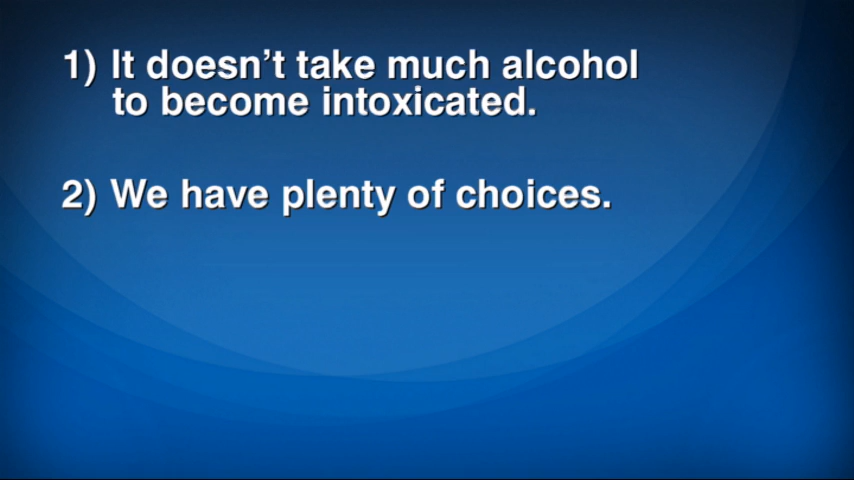 1) It doesn’t take much alcohol
to become intoxicated.
2) We have plenty of choices.